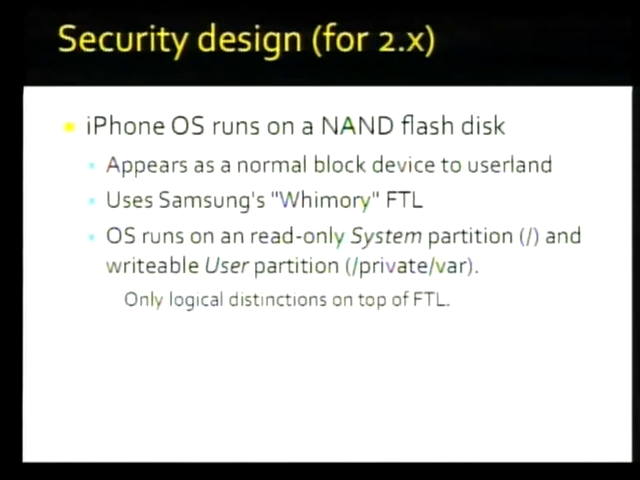 Security design (for 2.x)
iPhone OS runs on a NAND flash disk
Appears as a normal block device to userland
Uses Samsung's "Whimory" FTL
OS runs on an read-only System partition (/) and
writeable User partition (/private/var).
Only logical distinctions on top of FTL.